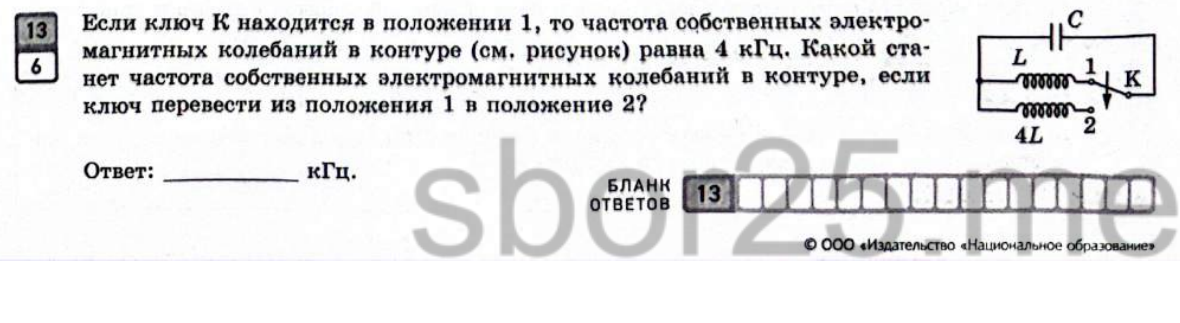 13
6
Если ключ К находится в положении 1, то частота собственных электро-
магнитных колебаний в контуре (см. рисунок) равна 4 кГц. Какой ста-
нет частота собственных электромагнитных колебаний в контуре, если
ключ перевести из положения 1 в положение 2?
C
L
1
К
2
4L
Ответ: ____________ кГц.
БЛАНК
ОТВЕТОВ
13
sbor25.me
© ООО «Издательство «Национальное образование»